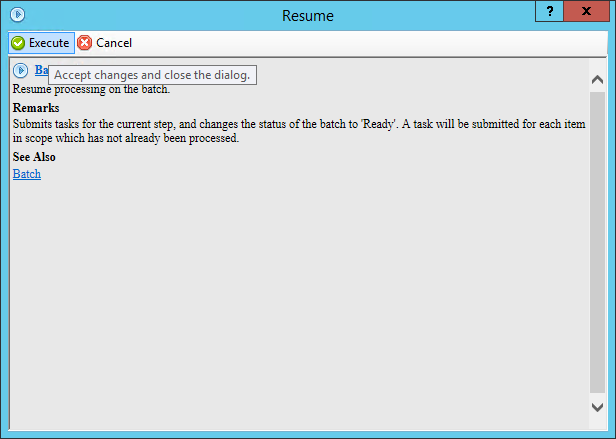 Resume
?
X
Execute
Cancel
Ba
Accept changes and close the dialog.
Resume processing on the batch.
Remarks
Submits tasks for the current step, and changes the status of the batch to 'Ready'. A task will be submitted for each item
in scope which has not already been processed.
See Also
Batch